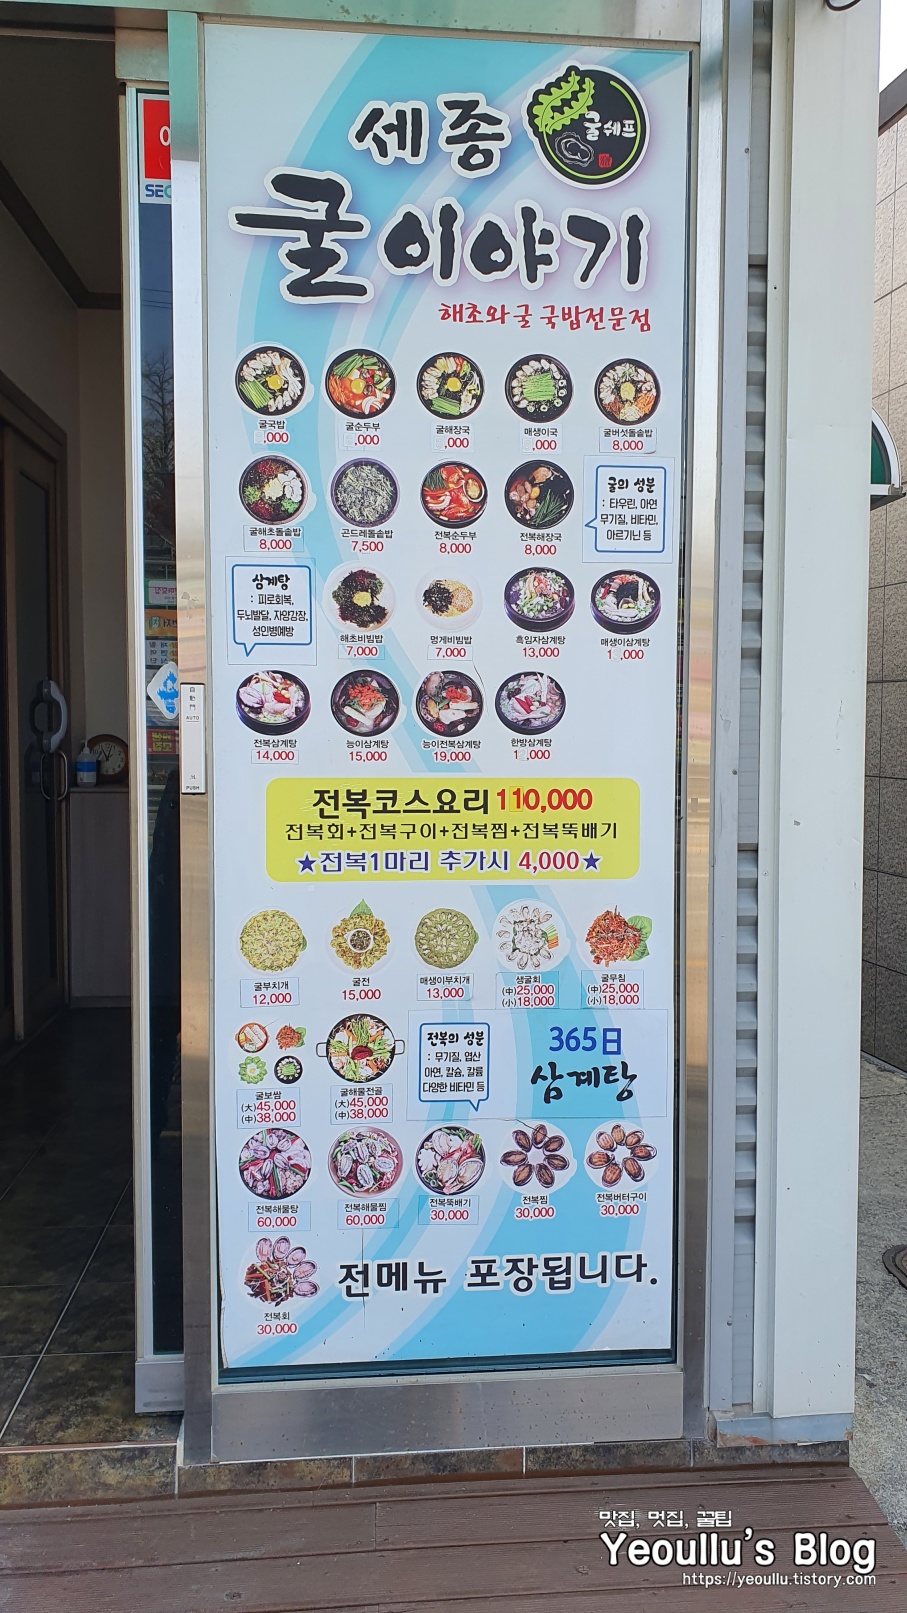 세종
굴쉐프
굴이야기
해초와 굴 국밥전문점
굴국밥
,000
굴순두부
,000
굴해장국
,000
매생이국
,000
굴버섯돌솥밥
8,000
굴해초돌솥밥
8,000
곤드레돌솥밥
7,500
전복순두부
8,000
전복해장국
8,000
굴의 성분
: 타우린, 아연
무기질, 비타민,
아르기닌 등
삼계탕
: 피로회복,
두뇌발달, 자양강장,
성인병예방
해초비빔밥
7,000
멍게비빔밥
7,000
흑임자삼계탕
13,000
매생이삼계탕
1 ,000
전복삼계탕
14,000
능이삼계탕
15,000
능이전복삼계탕
19,000
한방삼계탕
1 ,000
전복코스요리 110,000
전복회+전복구이+전복찜+전복뚝배기
★전복1마리 추가시 4,000★
굴부치개
12,000
굴전
15,000
매생이부치개
13,000
생굴회
(中)25,000
(小)18,000
굴무침
(中)25,000
(小)18,000
굴보쌈
(大)45,000
(中)38,000
굴해물전골
(大)45,000
(中)38,000
전복의 성분
: 무기질, 엽산
아연, 칼슘, 칼륨
다양한 비타민 등
365日
삼계탕
전복해물탕
60,000
전복해물찜
60,000
전복뚝배기
30,000
전복찜
30,000
전복버터구이
30,000
전복회
30,000
전메뉴 포장됩니다.
自動門
AUTO
PUSH
맛집, 멋집, 꿀팁
Yeoullu's Blog
https://yeoullu.tistory.com